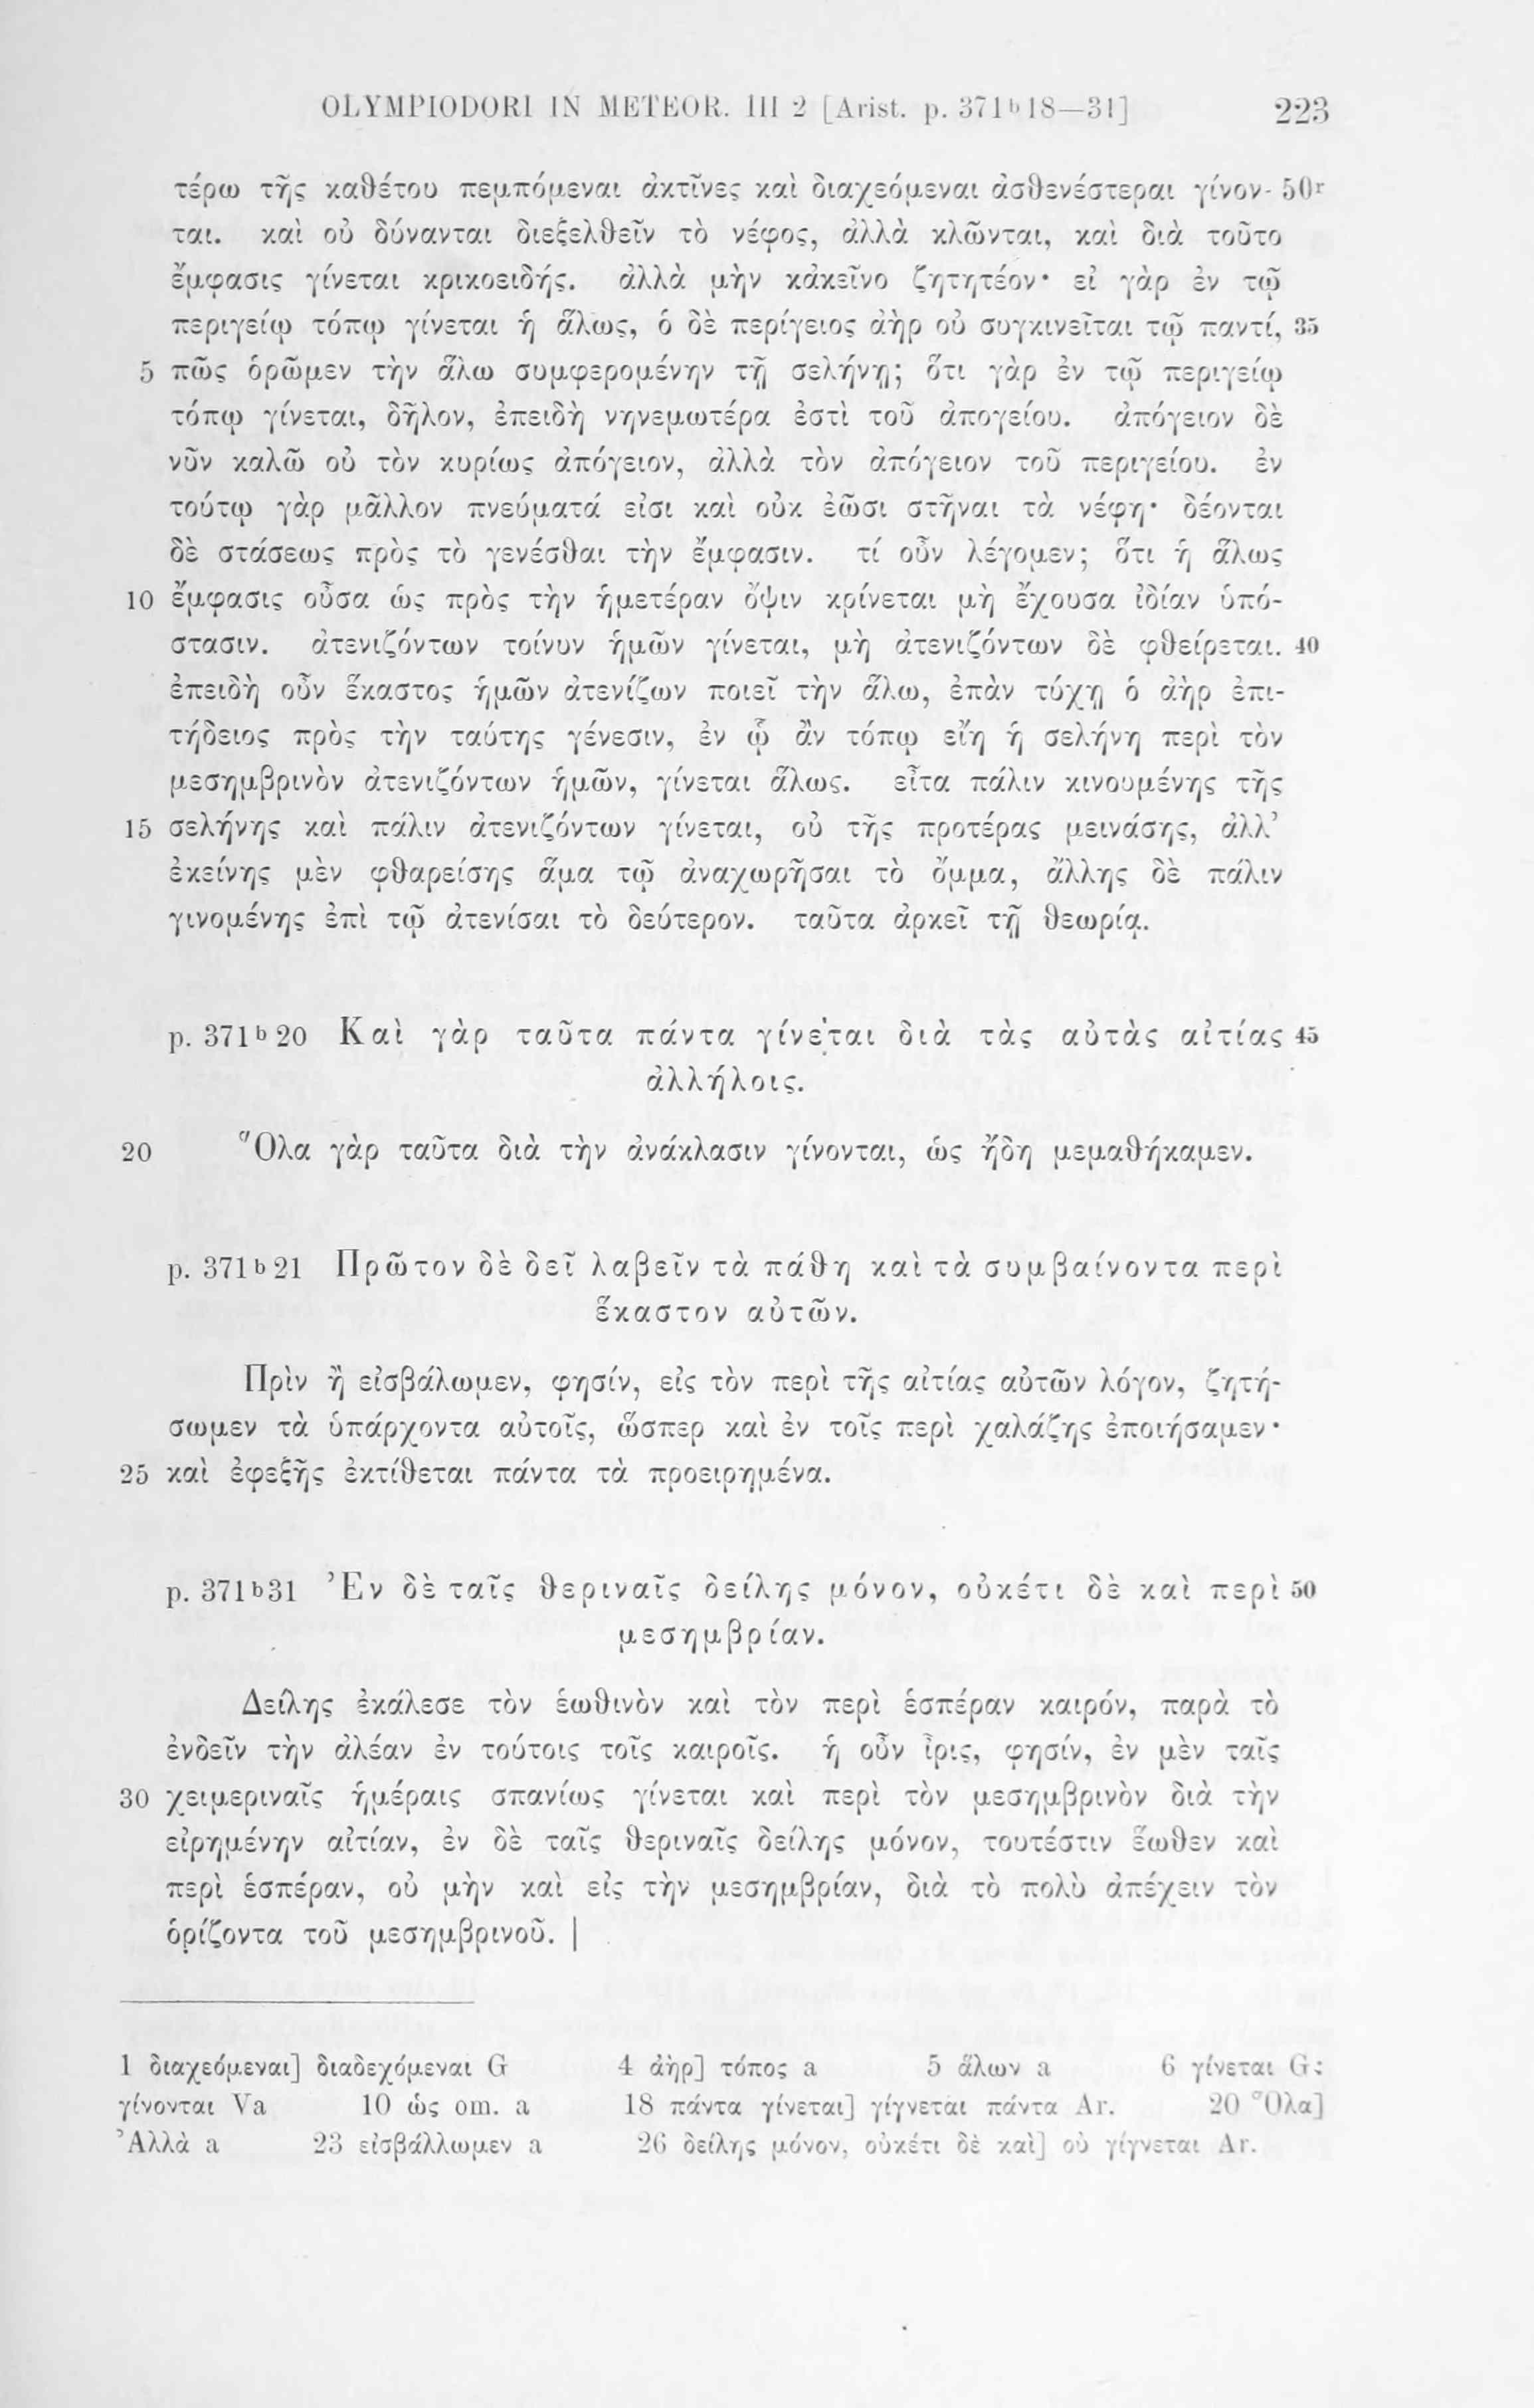 OLYMPIODORI IN METEOR. III 2 [Arist. p. 371ᵇ18—31] 223
τέρω τῆς καθέτου πεμπόμεναι ἀκτῖνες καὶ διαχεόμεναι ἀσθενέστεραι γίνον- 50ʳ
ται. καὶ οὐ δύνανται διεξελθεῖν τὸ νέφος, ἀλλὰ κλῶνται, καὶ διὰ τοῦτο
ἔμφασις γίνεται κρικοειδής. ἀλλὰ μὴν κἀκεῖνο ζητητέον· εἰ γὰρ ἐν τῷ
περιγείῳ τόπῳ γίνεται ἡ ἅλως, ὁ δὲ περίγειος ἀὴρ οὐ συγκινεῖται τῷ παντί, 35
5 πῶς ὁρῶμεν τὴν ἅλω συμφερομένην τῇ σελήνῃ; ὅτι γὰρ ἐν τῷ περιγείῳ
τόπῳ γίνεται, δῆλον, ἐπειδὴ νηνεμωτέρα ἐστὶ τοῦ ἀπογείου. ἀπόγειον δὲ
νῦν καλῶ οὐ τὸν κυρίως ἀπόγειον, ἀλλὰ τὸν ἀπόγειον τοῦ περιγείου. ἐν
τούτῳ γὰρ μᾶλλον πνεύματά εἰσι καὶ οὐκ ἐῶσι στῆναι τὰ νέφη· δέονται
δὲ στάσεως πρὸς τὸ γενέσθαι τὴν ἔμφασιν. τί οὖν λέγομεν; ὅτι ἡ ἅλως
10 ἔμφασις οὖσα ὡς πρὸς τὴν ἡμετέραν ὄψιν κρίνεται μὴ ἔχουσα ἰδίαν ὑπό-
στασιν. ἀτενιζόντων τοίνυν ἡμῶν γίνεται, μὴ ἀτενιζόντων δὲ φθείρεται. 40
ἐπειδὴ οὖν ἕκαστος ἡμῶν ἀτενίζων ποιεῖ τὴν ἅλω, ἐπὰν τύχῃ ὁ ἀὴρ ἐπι-
τήδειος πρὸς τὴν ταύτης γένεσιν, ἐν ᾧ ἂν τόπῳ εἴη ἡ σελήνη περὶ τὸν
μεσημβρινὸν ἀτενιζόντων ἡμῶν, γίνεται ἅλως. εἶτα πάλιν κινουμένης τῆς
15 σελήνης καὶ πάλιν ἀτενιζόντων γίνεται, οὐ τῆς προτέρας μεινάσης, ἀλλ’
ἐκείνης μὲν φθαρείσης ἅμα τῷ ἀναχωρῆσαι τὸ ὄμμα, ἄλλης δὲ πάλιν
γινομένης ἐπὶ τῷ ἀτενίσαι τὸ δεύτερον. ταῦτα ἀρκεῖ τῇ θεωρίᾳ.
p. 371ᵇ20 Καὶ γὰρ ταῦτα πάντα γίνεται διὰ τὰς αὐτὰς αἰτίας 45
ἀλλήλοις.
20 Ὅλα γὰρ ταῦτα διὰ τὴν ἀνάκλασιν γίνονται, ὡς ἤδη μεμαθήκαμεν.
p. 371ᵇ21 Πρῶτον δὲ δεῖ λαβεῖν τὰ πάθη καὶ τὰ συμβαίνοντα περὶ
ἕκαστον αὐτῶν.
Πρὶν ἢ εἰσβάλωμεν, φησίν, εἰς τὸν περὶ τῆς αἰτίας αὐτῶν λόγον, ζητή-
σωμεν τὰ ὑπάρχοντα αὐτοῖς, ὥσπερ καὶ ἐν τοῖς περὶ χαλάζης ἐποιήσαμεν·
25 καὶ ἐφεξῆς ἐκτίθεται πάντα τὰ προειρημένα.
p. 371ᵇ31 Ἐν δὲ ταῖς θεριναῖς δείλης μόνον, οὐκέτι δὲ καὶ περὶ 50
μεσημβρίαν.
Δείλης ἐκάλεσε τὸν ἑωθινὸν καὶ τὸν περὶ ἑσπέραν καιρόν, παρὰ τὸ
ἐνδεῖν τὴν ἀλέαν ἐν τούτοις τοῖς καιροῖς. ἡ οὖν ἶρις, φησίν, ἐν μὲν ταῖς
30 χειμεριναῖς ἡμέραις σπανίως γίνεται καὶ περὶ τὸν μεσημβρινὸν διὰ τὴν
εἰρημένην αἰτίαν, ἐν δὲ ταῖς θεριναῖς δείλης μόνον, τουτέστιν ἕωθεν καὶ
περὶ ἑσπέραν, οὐ μὴν καὶ εἰς τὴν μεσημβρίαν, διὰ τὸ πολὺ ἀπέχειν τὸν
ὁρίζοντα τοῦ μεσημβρινοῦ. |
1 διαχεόμεναι] διαδεχόμεναι G 4 ἀὴρ] τόπος a 5 ἅλων a 6 γίνεται G:
γίνονται Va 10 ὡς om. a 18 πάντα γίνεται] γίγνεται πάντα Ar. 20 Ὅλα]
Ἀλλὰ a 23 εἰσβάλλωμεν a 26 δείλης μόνον, οὐκέτι δὲ καὶ] οὐ γίγνεται Ar.